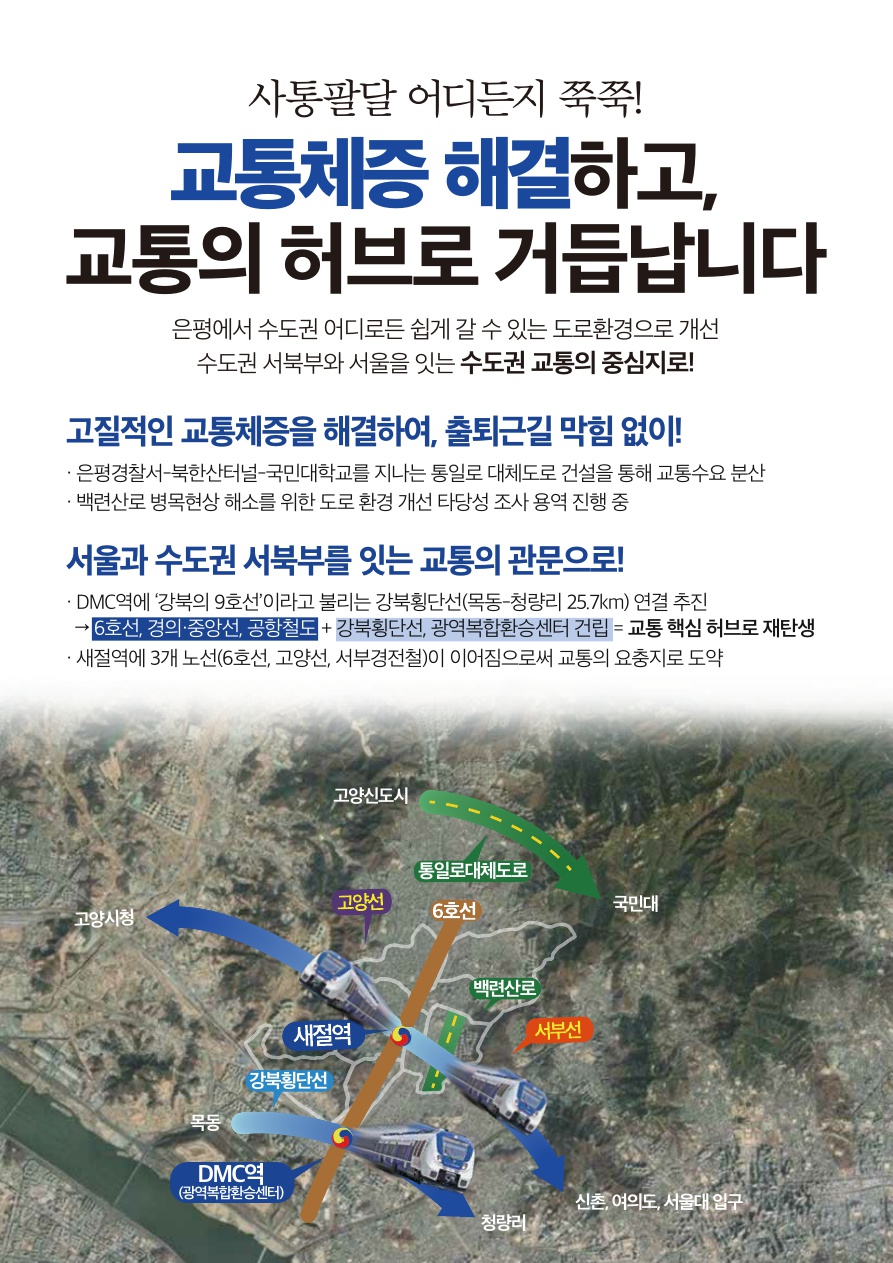 사통팔달 어디든지 쭉쭉!
교통체증 해결하고,
교통의 허브로 거듭납니다
은평에서 수도권 어디로든 쉽게 갈 수 있는 도로환경으로 개선
수도권 서북부와 서울을 잇는 수도권 교통의 중심지로!
고질적인 교통체증을 해결하여, 출퇴근길 막힘 없이!
· 은평경찰서-북한산터널-국민대학교를 지나는 통일로 대체도로 건설을 통해 교통수요 분산
· 백련산로 병목현상 해소를 위한 도로 환경 개선 타당성 조사 용역 진행 중
서울과 수도권 서북부를 잇는 교통의 관문으로!
· DMC역에 ‘강북의 9호선’이라고 불리는 강북횡단선(목동-청량리 25.7km) 연결 추진
→ 6호선, 경의·중앙선, 공항철도 + 강북횡단선, 광역복합환승센터 건립 = 교통 핵심 허브로 재탄생
· 새절역에 3개 노선(6호선, 고양선, 서부경전철)이 이어짐으로써 교통의 요충지로 도약
고양신도시
통일로대체도로
국민대
고양선
6호선
고양시청
백련산로
새절역
서부선
강북횡단선
목동
DMC역
(광역복합환승센터)
신촌, 여의도, 서울대 입구
청량리